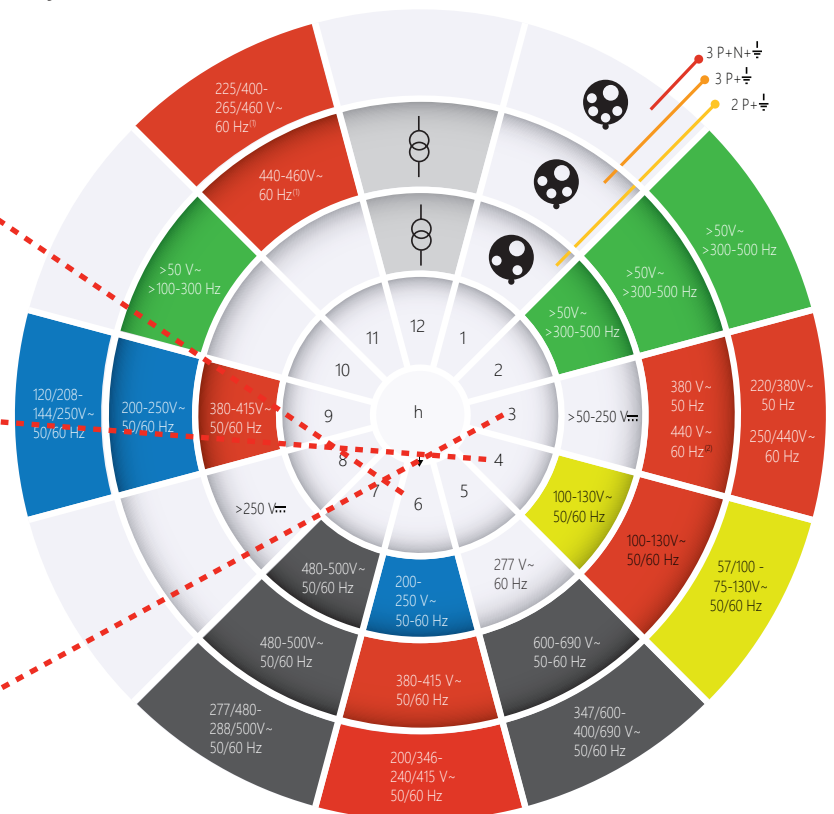 3 P+N+⏚
3 P+⏚
2 P+⏚
225/400-
265/460 V~
60 Hz⁽¹⁾
440-460V~
60 Hz⁽¹⁾
>50V~
>300-500 Hz
>50V~
>300-500 Hz
>50V~
>300-500 Hz
>50 V~
>100-300 Hz
12
11
1
10
2
9
h
3
8
4
7
5
6
120/208-
144/250V~
50/60 Hz
200-250V~
50/60 Hz
380-415V~
50/60 Hz
>50-250 V⎓
380 V~
50 Hz
440 V~
60 Hz⁽²⁾
220/380V~
50 Hz
250/440V~
60 Hz
>250 V⎓
100-130V~
50/60 Hz
100-130V~
50/60 Hz
57/100 -
75-130V~
50/60 Hz
480-500V~
50/60 Hz
200-
250 V~
50-60 Hz
277 V~
60 Hz
480-500V~
50/60 Hz
380-415 V~
50/60 Hz
600-690 V~
50-60 Hz
277/480-
288/500V~
50/60 Hz
200/346-
240/415 V~
50/60 Hz
347/600-
400/690 V~
50/60 Hz